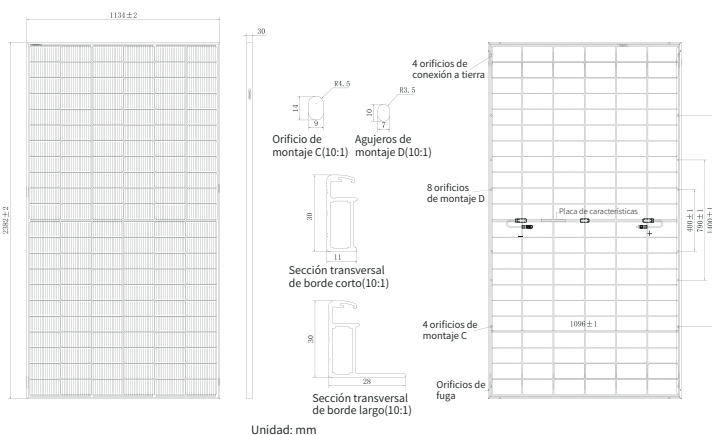 1134±2
30
2382±2
R4.5
14
9
Orificio de
montaje C(10:1)
R3.5
10
7
Agujeros de
montaje D(10:1)
30
11
Sección transversal
de borde corto(10:1)
30
28
Sección transversal
de borde largo(10:1)
Unidad: mm
4 orificios de
conexión a tierra
8 orificios
de montaje D
Placa de características
- +
400±1
790±1
1400±1
4 orificios de
montaje C
1096±1
Orificios de
fuga